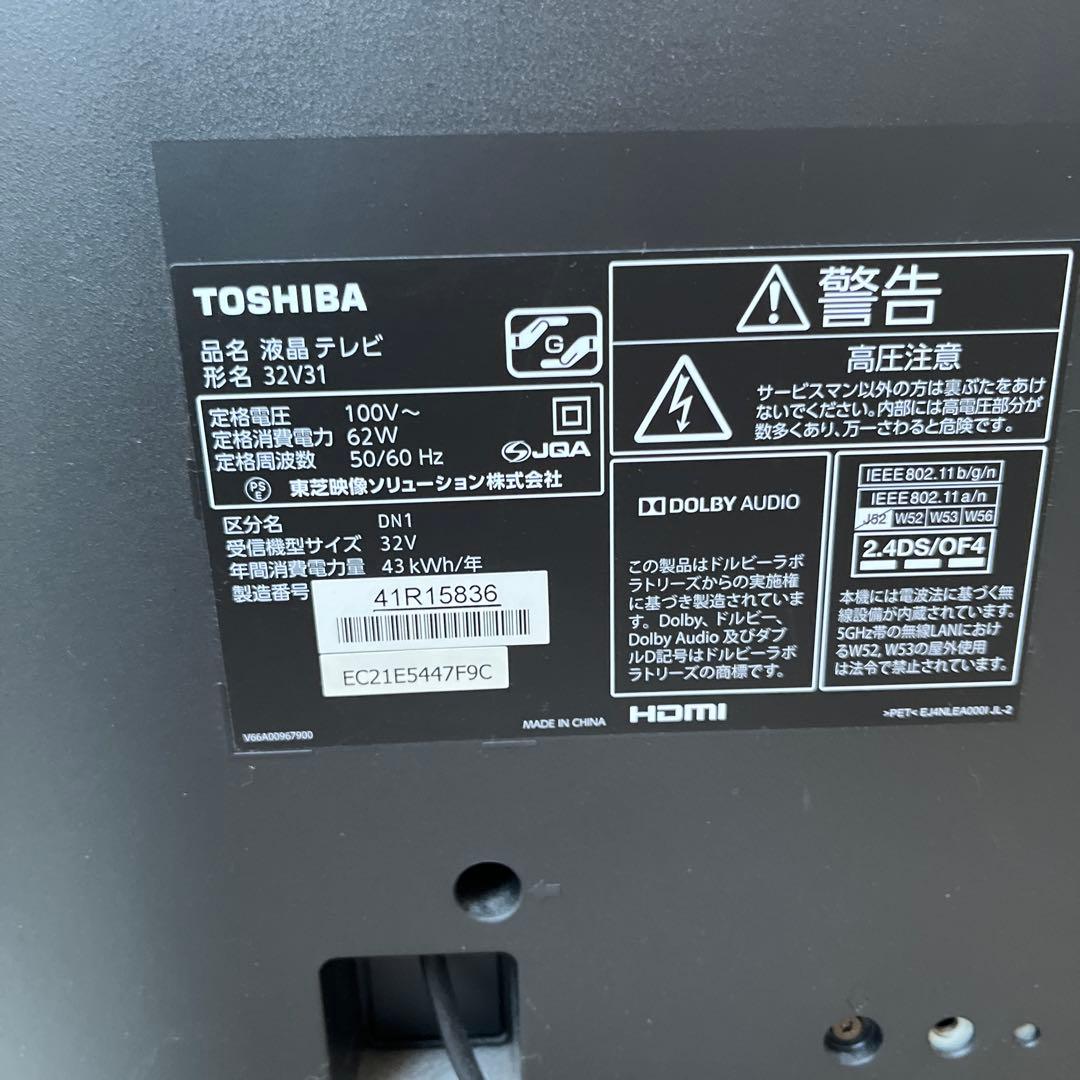 TOSHIBA
品名 液晶テレビ
形名 32V31
G
定格電圧 100V～
定格消費電力 62W
定格周波数 50/60 Hz
JQA
PSE 東芝映像ソリューション株式会社
区分名 DN1
受信機型サイズ 32V
年間消費電力量 43kWh/年
製造番号
41R15836
EC21E5447F9C
V66A00967900
MADE IN CHINA
警告
高圧注意
サービスマン以外の方は裏ぶたをあけ
ないでください。内部には高電圧部分が
数多くあり、万一さわると危険です。
DOLBY AUDIO
この製品はドルビーラボ
ラトリーズからの実施権
に基づき製造されていま
す。Dolby、ドルビー、
Dolby Audio 及びダブ
ルD記号はドルビーラボ
ラトリーズの商標です。
HDMI
IEEE802.11b/g/n
IEEE802.11a/n
J52 W52 W53 W56
2.4DS/OF4
本機には電波法に基づく無
線設備が内蔵されています。
5GHz帯の無線LANにおけ
るW52, W53の屋外使用
は法令で禁止されています。
>PET< EJ4NLEA000I JL-2